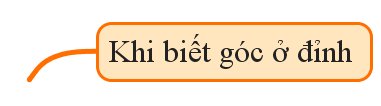 Khi biết góc ở đỉnh